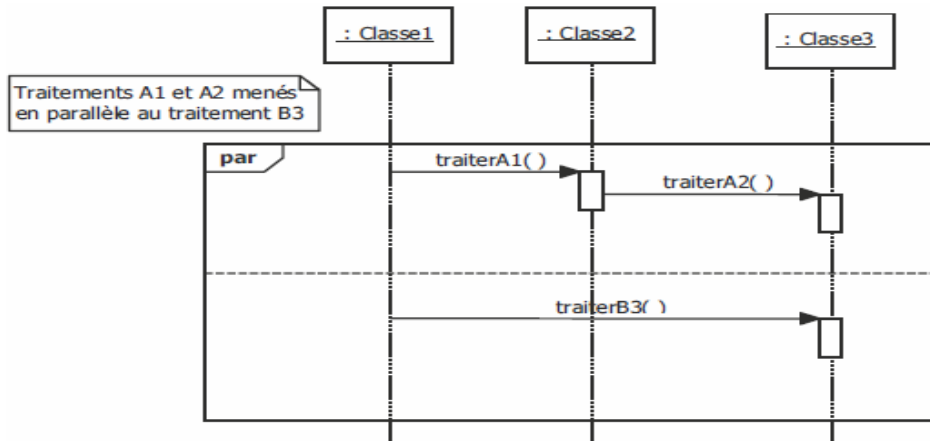 : Classe1
: Classe2
: Classe3
Traitements A1 et A2 menés
en parallèle au traitement B3
par
traiterA1( )
traiterA2( )
traiterB3( )